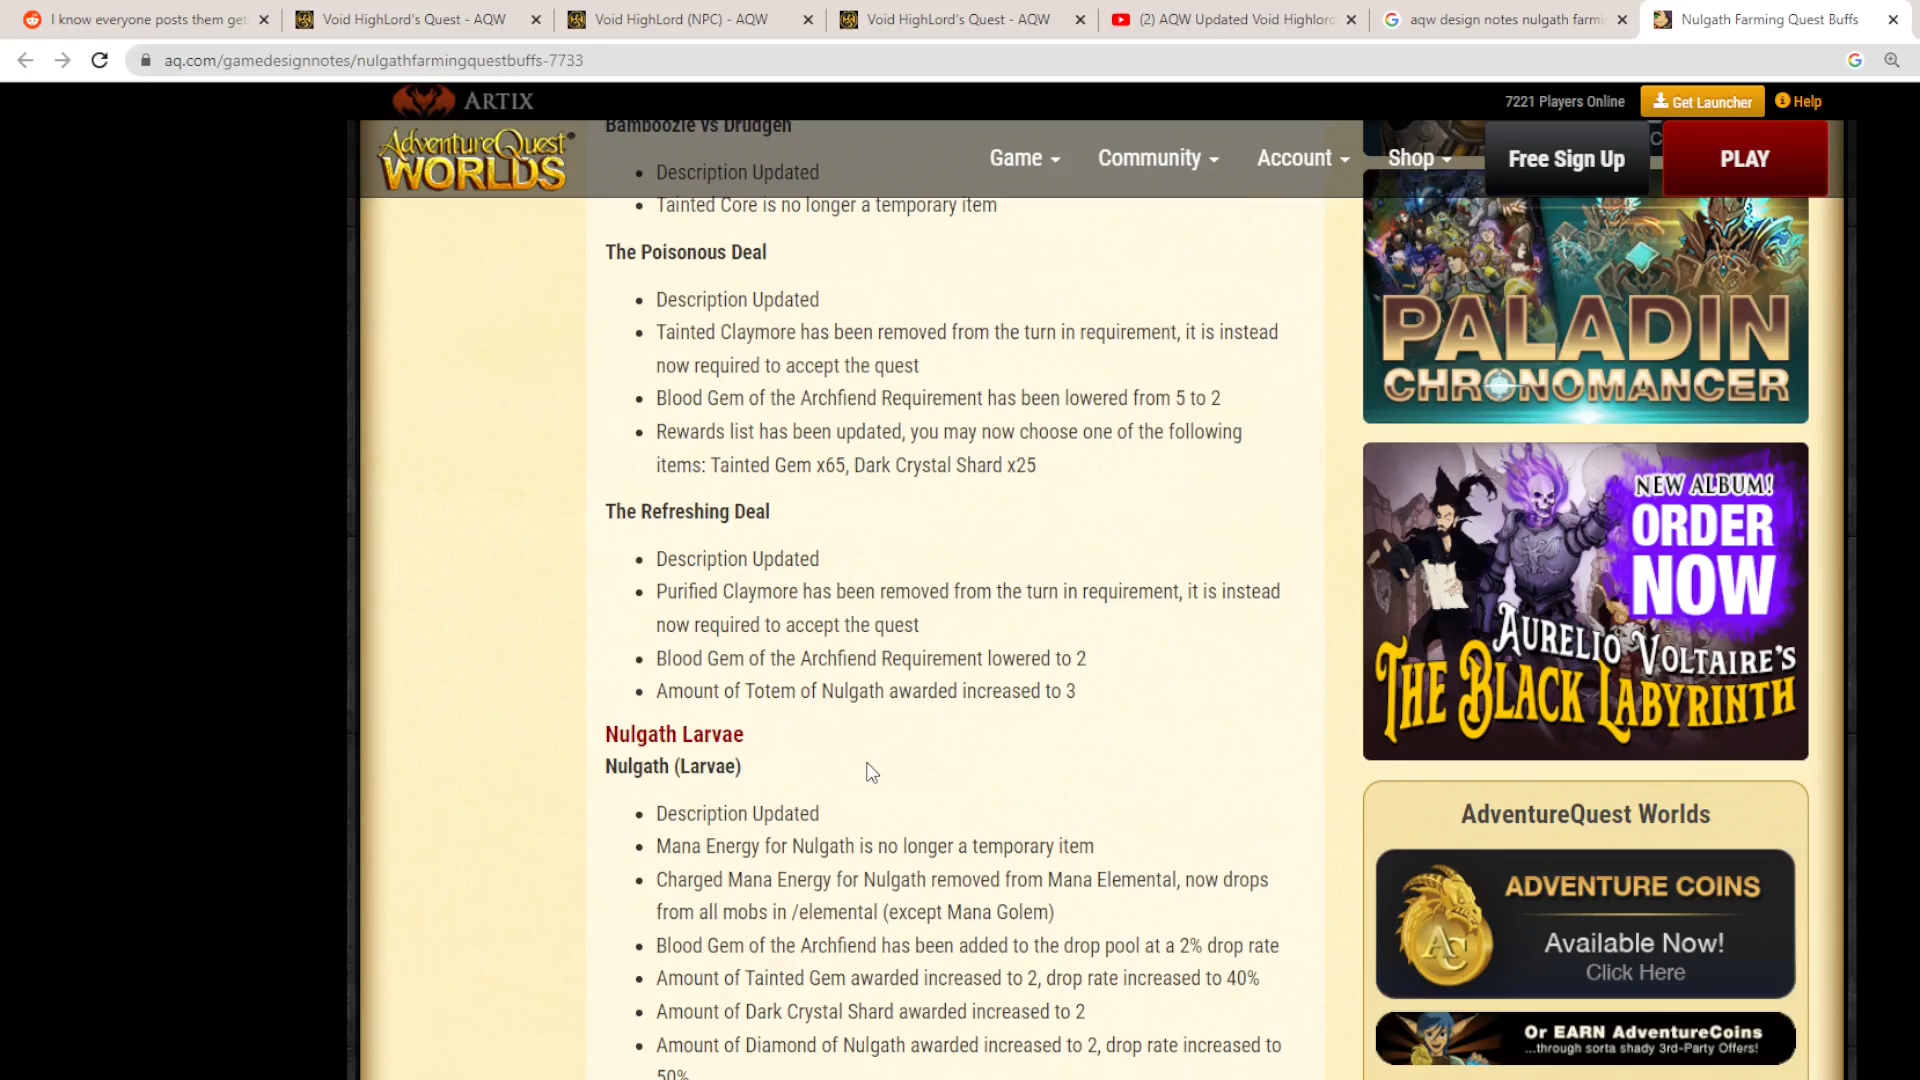 I know everyone posts them get
Void HighLord's Quest - AQW
Void HighLord (NPC) - AQW
Void HighLord's Quest - AQW
(2) AQW Updated Void Highlord
aqw design notes nulgath farmi
Nulgath Farming Quest Buffs
aq.com/gamedesignnotes/nulgathfarmingquestbuffs-7733
ARTIX
7221 Players Online
Get Launcher
Help
AdventureQuest
WORLDS
Game
Community
Account
Shop
Free Sign Up
PLAY
Bamboozle vs Drudgen
• Description Updated
• Tainted Core is no longer a temporary item
The Poisonous Deal
• Description Updated
• Tainted Claymore has been removed from the turn in requirement, it is instead
now required to accept the quest
• Blood Gem of the Archfiend Requirement has been lowered from 5 to 2
• Rewards list has been updated, you may now choose one of the following
items: Tainted Gem x65, Dark Crystal Shard x25
The Refreshing Deal
• Description Updated
• Purified Claymore has been removed from the turn in requirement, it is instead
now required to accept the quest
• Blood Gem of the Archfiend Requirement lowered to 2
• Amount of Totem of Nulgath awarded increased to 3
Nulgath Larvae
Nulgath (Larvae)
• Description Updated
• Mana Energy for Nulgath is no longer a temporary item
• Charged Mana Energy for Nulgath removed from Mana Elemental, now drops
from all mobs in /elemental (except Mana Golem)
• Blood Gem of the Archfiend has been added to the drop pool at a 2% drop rate
• Amount of Tainted Gem awarded increased to 2, drop rate increased to 40%
• Amount of Dark Crystal Shard awarded increased to 2
• Amount of Diamond of Nulgath awarded increased to 2, drop rate increased to
50%
PALADIN
CHRONOMANCER
NEW ALBUM!
ORDER
NOW
AURELIO VOLTAIRE'S
THE BLACK LABYRINTH
AdventureQuest Worlds
AC
ADVENTURE COINS
Available Now!
Click Here
Or EARN AdventureCoins
...through sorta shady 3rd-Party Offers!